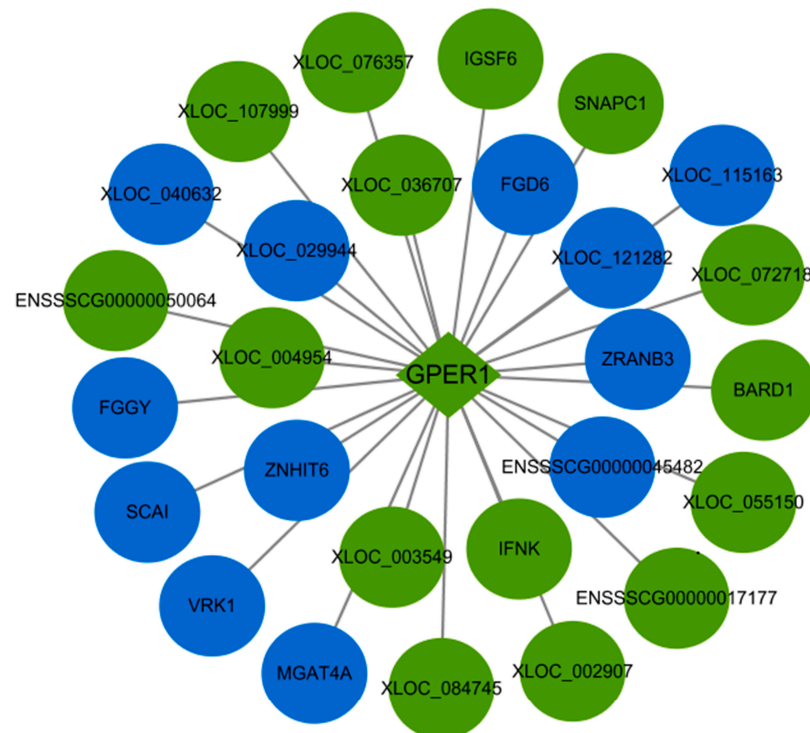 XLOC_076357
IGSF6
SNAPC1
XLOC_107999
XLOC_036707
FGD6
XLOC_115163
XLOC_040632
XLOC_029944
XLOC_121282
XLOC_072718
ENSSSCG00000050064
XLOC_004954
ZRANB3
GPER1
BARD1
FGGY
ZNHIT6
ENSSSCG00000045482
XLOC_055150
SCAI
XLOC_003549
IFNK
ENSSSCG00000017177
VRK1
MGAT4A
XLOC_084745
XLOC_002907